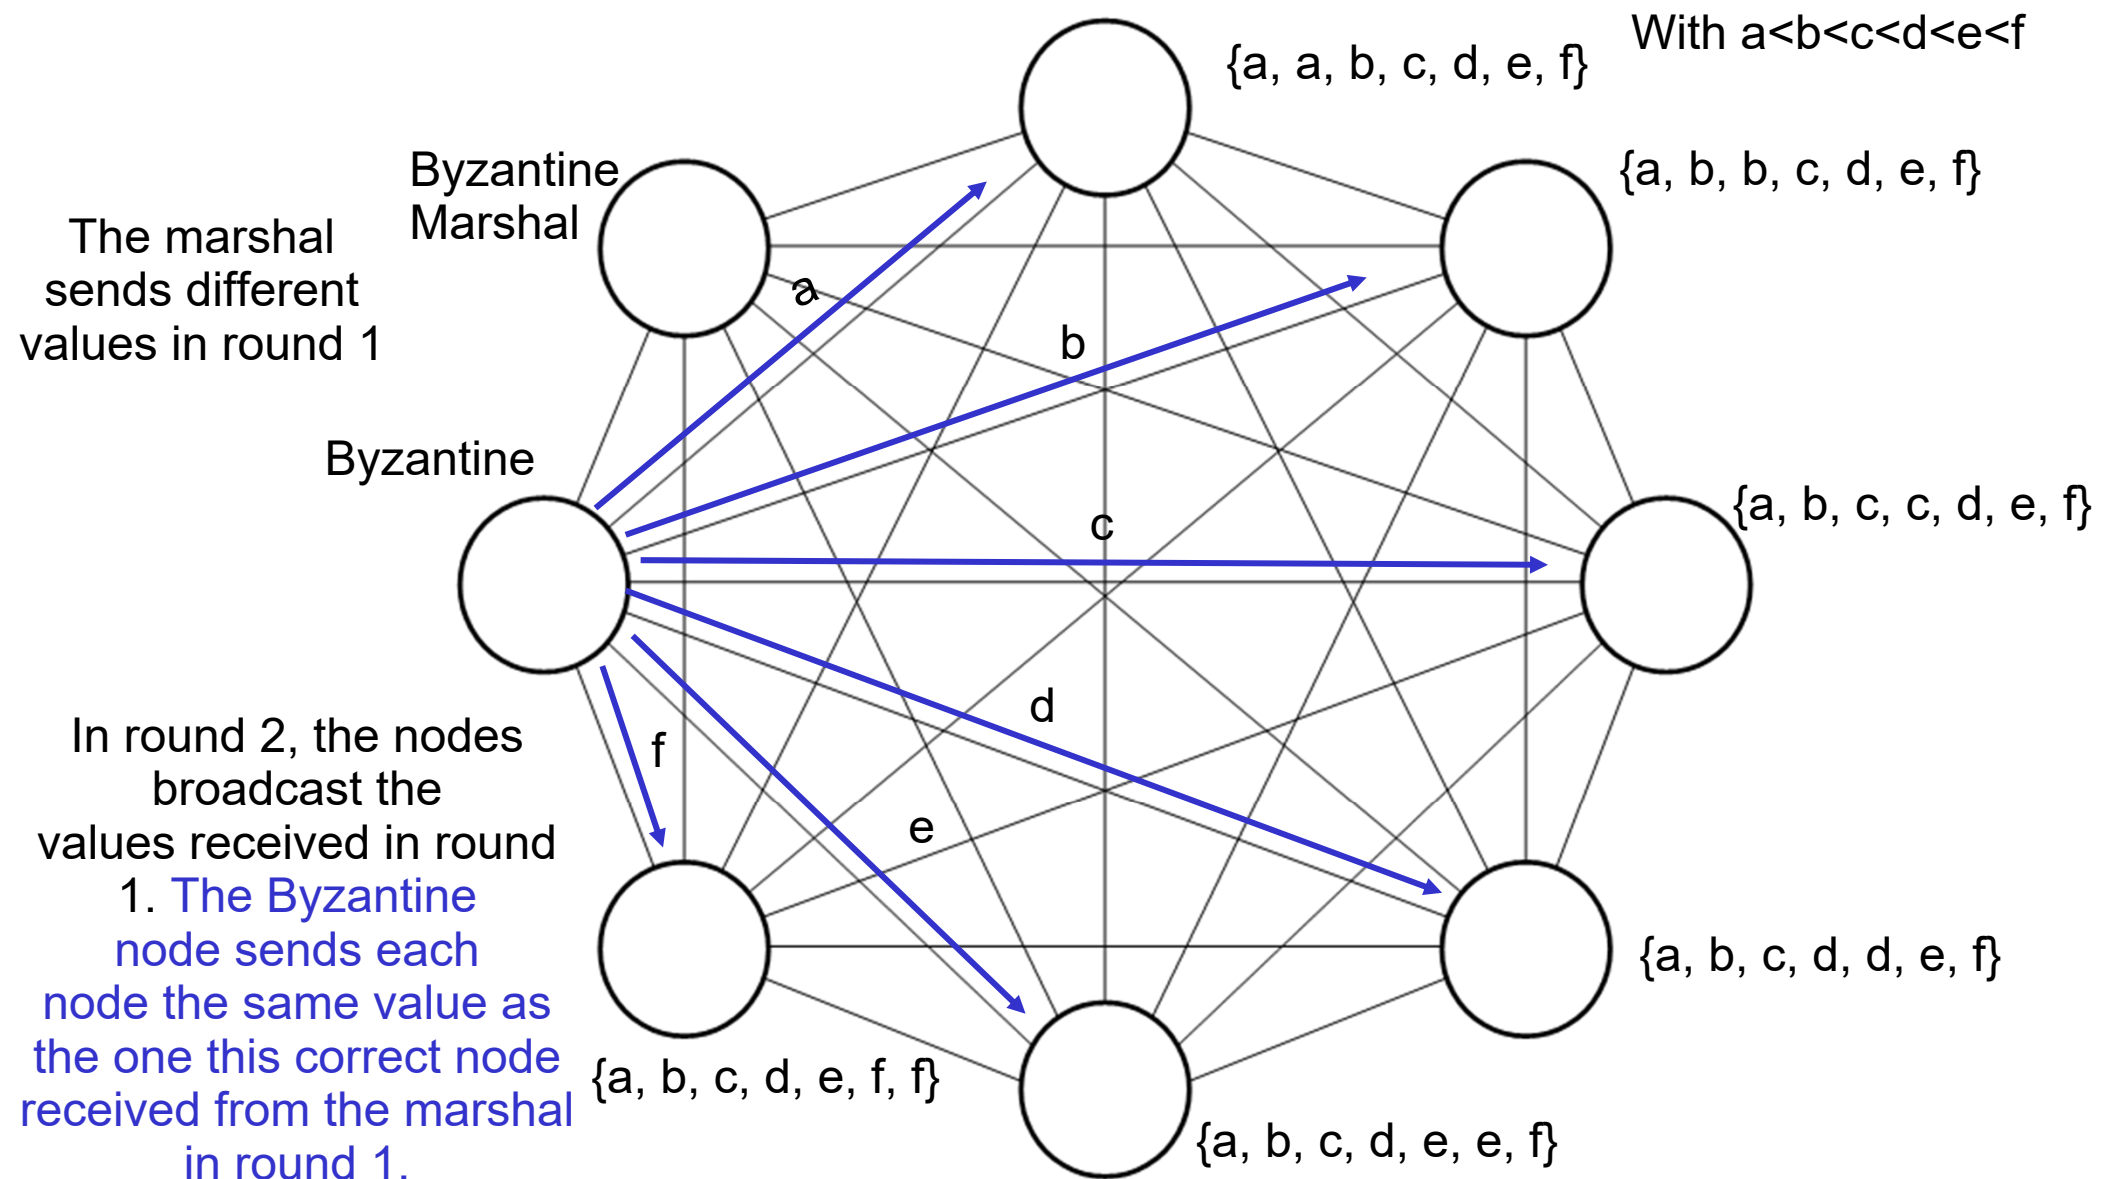 With a<b<c<d<e<f
{a, a, b, c, d, e, f}
Byzantine
Marshal
{a, b, b, c, d, e, f}
The marshal
sends different
values in round 1
a
b
Byzantine
{a, b, c, c, d, e, f}
c
d
In round 2, the nodes
broadcast the
values received in round
1. The Byzantine
node sends each
node the same value as
the one this correct node
received from the marshal
in round 1.
f
e
{a, b, c, d, d, e, f}
{a, b, c, d, e, f, f}
{a, b, c, d, e, e, f}